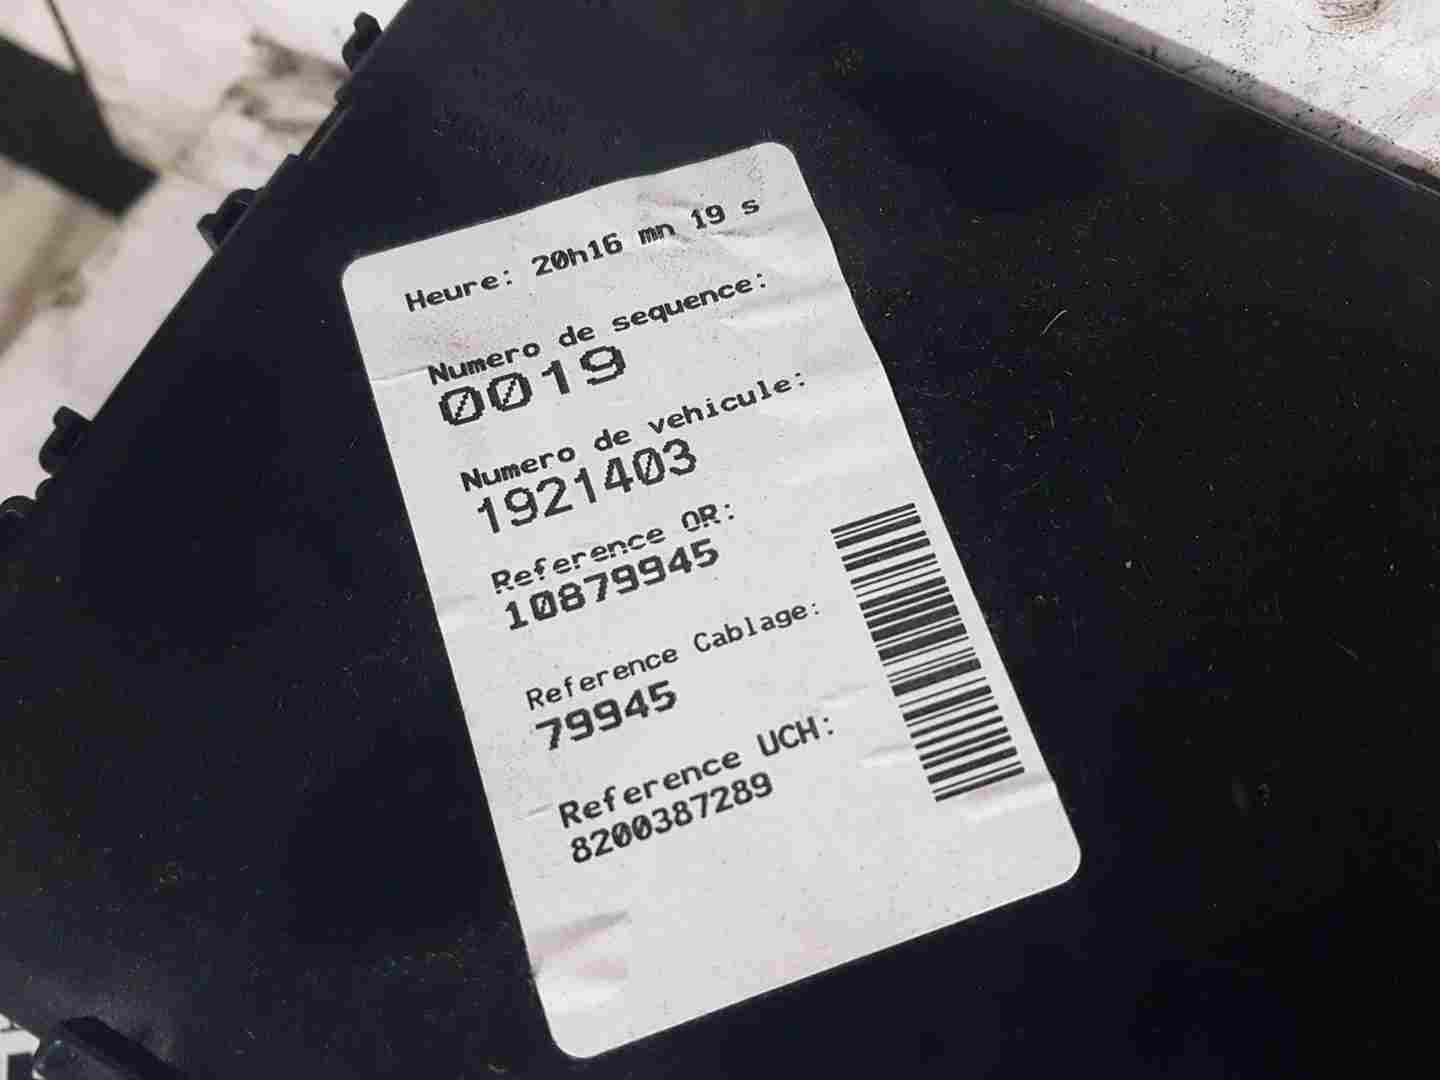 Heure: 20h16 mn 19 s
Numero de sequence:
0019
Numero de vehicule:
1921403
Reference OR:
10879945
Reference Cablage:
79945
Reference UCH:
8200387289